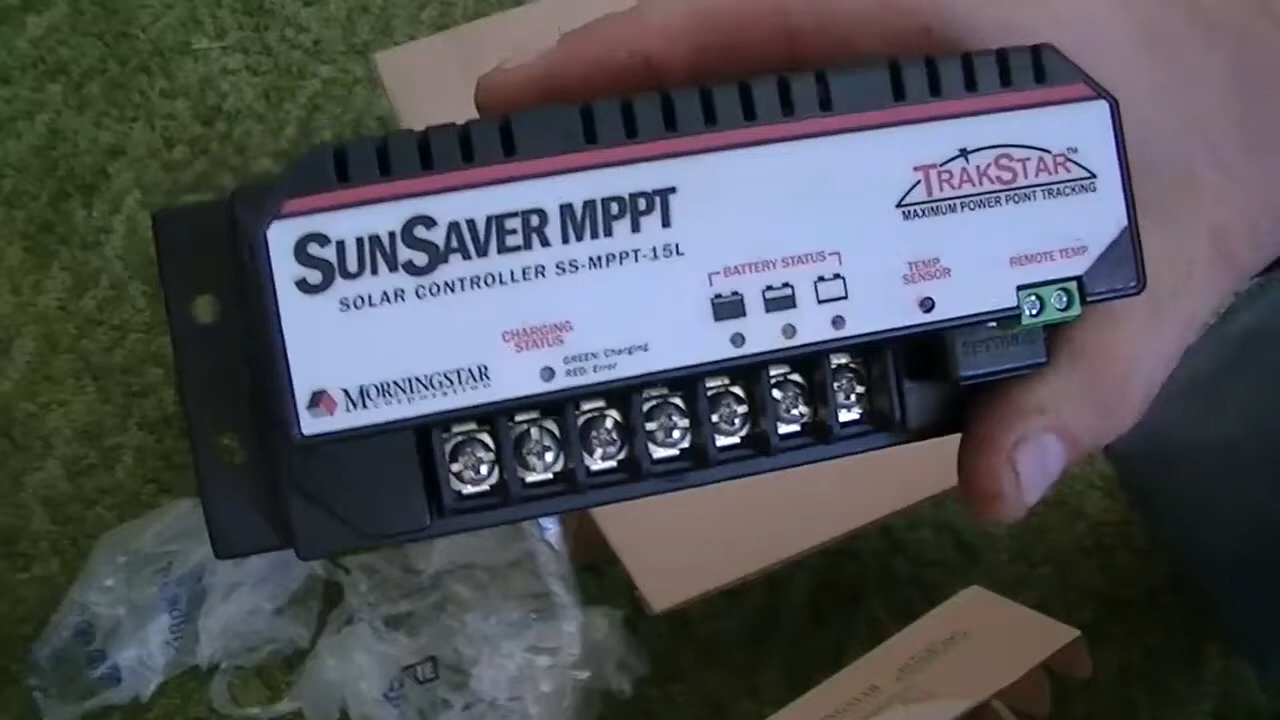 SUNSAVER MPPT
SOLAR CONTROLLER SS-MPPT-15L
TRAKSTAR™
MAXIMUM POWER POINT TRACKING
BATTERY STATUS
TEMP
SENSOR
REMOTE TEMP
CHARGING
STATUS
GREEN: Charging
RED: Error
MORNINGSTAR
corporation